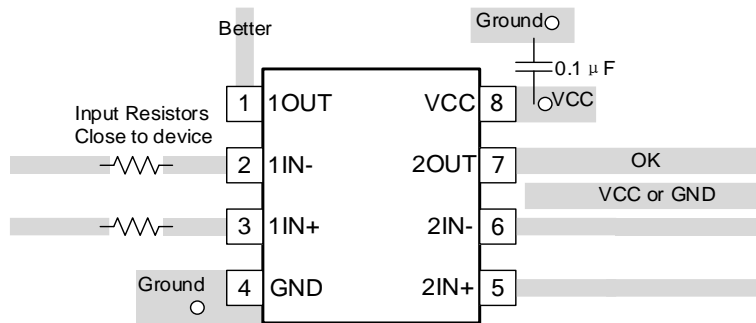 Better
Ground
0.1 μF
1 1OUT VCC 8 VCC
Input Resistors
Close to device
2 1IN- 2OUT 7 OK
VCC or GND
3 1IN+ 2IN- 6
Ground
4 GND 2IN+ 5